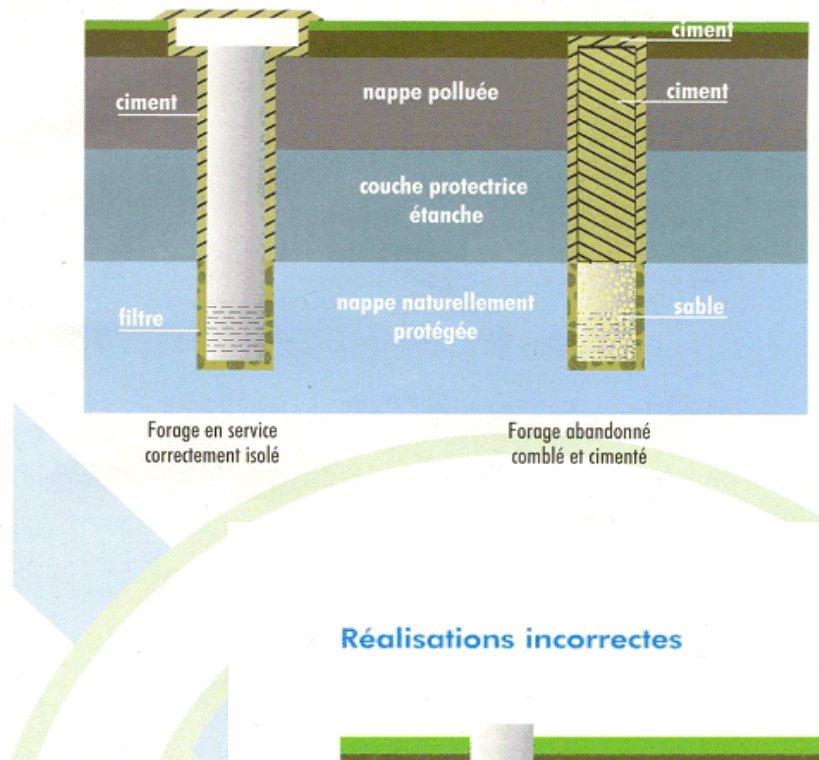 ciment
nappe polluée
ciment
ciment
couche protectrice
étanche
nappe naturellement
protégée
filtre
sable
Forage en service
correctement isolé
Forage abandonné
comblé et cimenté
Réalisations incorrectes